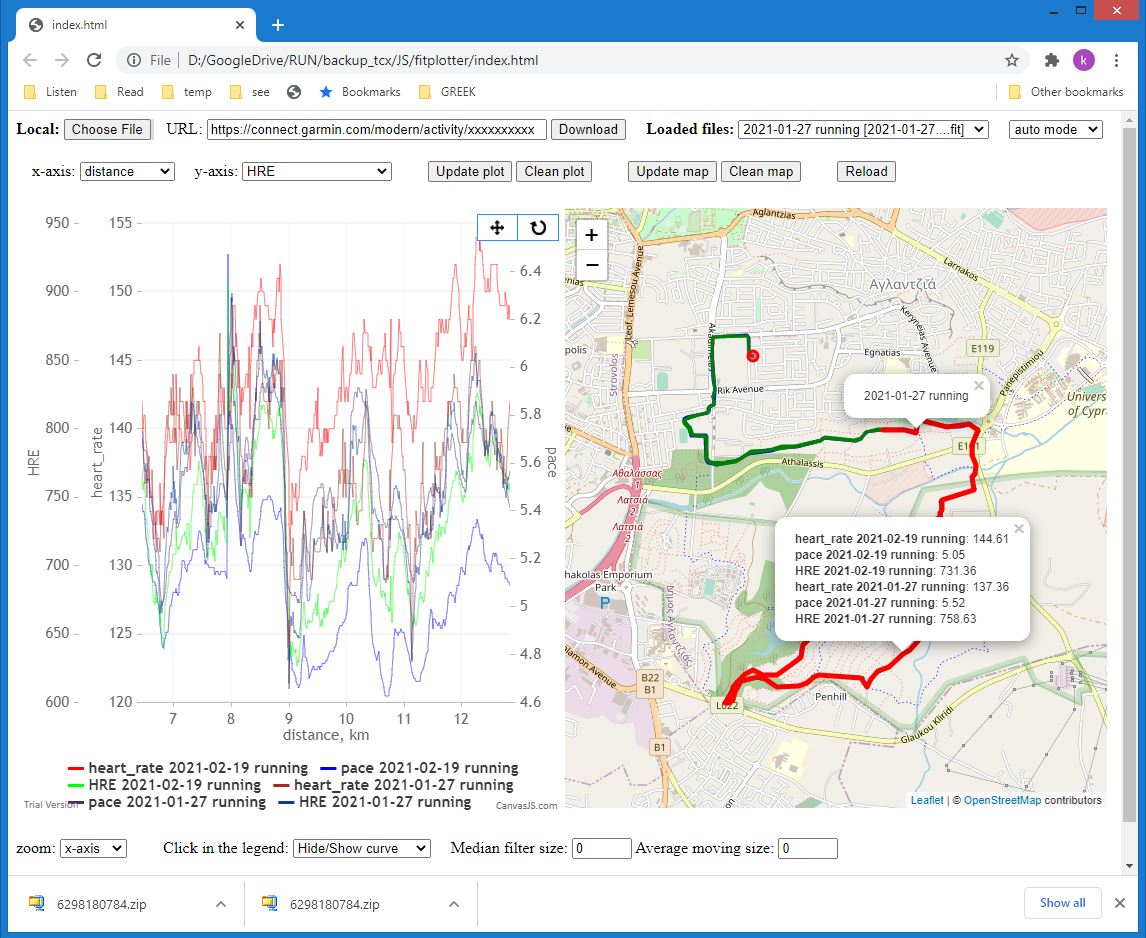 index.html
File D:/GoogleDrive/RUN/backup_tcx/JS/fitplotter/index.html
k
Listen Read temp see Bookmarks GREEK Other bookmarks
Local: Choose File URL: https://connect.garmin.com/modern/activity/xxxxxxxxxx Download Loaded files: 2021-01-27 running [2021-01-27....fit] auto mode
x-axis: distance y-axis: HRE Update plot Clean plot Update map Clean map Reload
950 155
900 150 6.4
6.2
850 145 6
800 140 5.8
HRE heart_rate 5.6 pace
750 135 5.4
700 130 5.2
5
650 125 4.8
600 120 4.6
7 8 9 10 11 12
distance, km
heart_rate 2021-02-19 running pace 2021-02-19 running
HRE 2021-02-19 running heart_rate 2021-01-27 running
pace 2021-01-27 running HRE 2021-01-27 running
Trial Version CanvasJS.com
+
−
Aglantzias
Larnakos
Leof. Lemesou Avenue
Αγλαντζιά
Keryneias Avenue
enias
polis
Strovolos
Egnatias
E119
Panepistimiou
Rik Avenue
2021-01-27 running
×
Univers
of Cypr
Athalassis
Αθαλάσσας
1
Λατσιά
2
Λατσιά
2
heart_rate 2021-02-19 running: 144.61
pace 2021-02-19 running: 5.05
HRE 2021-02-19 running: 731.36
heart_rate 2021-01-27 running: 137.36
pace 2021-01-27 running: 5.52
HRE 2021-01-27 running: 758.63
×
hakolas Emporium
Park
P
Δήμος Αγλαντζιάς
alamon Avenue
B22
B1
Penhill
Glaukou Kliridi
B1
Leaflet | © OpenStreetMap contributors
zoom: x-axis Click in the legend: Hide/Show curve Median filter size: 0 Average moving size: 0
6298180784.zip 6298180784.zip Show all